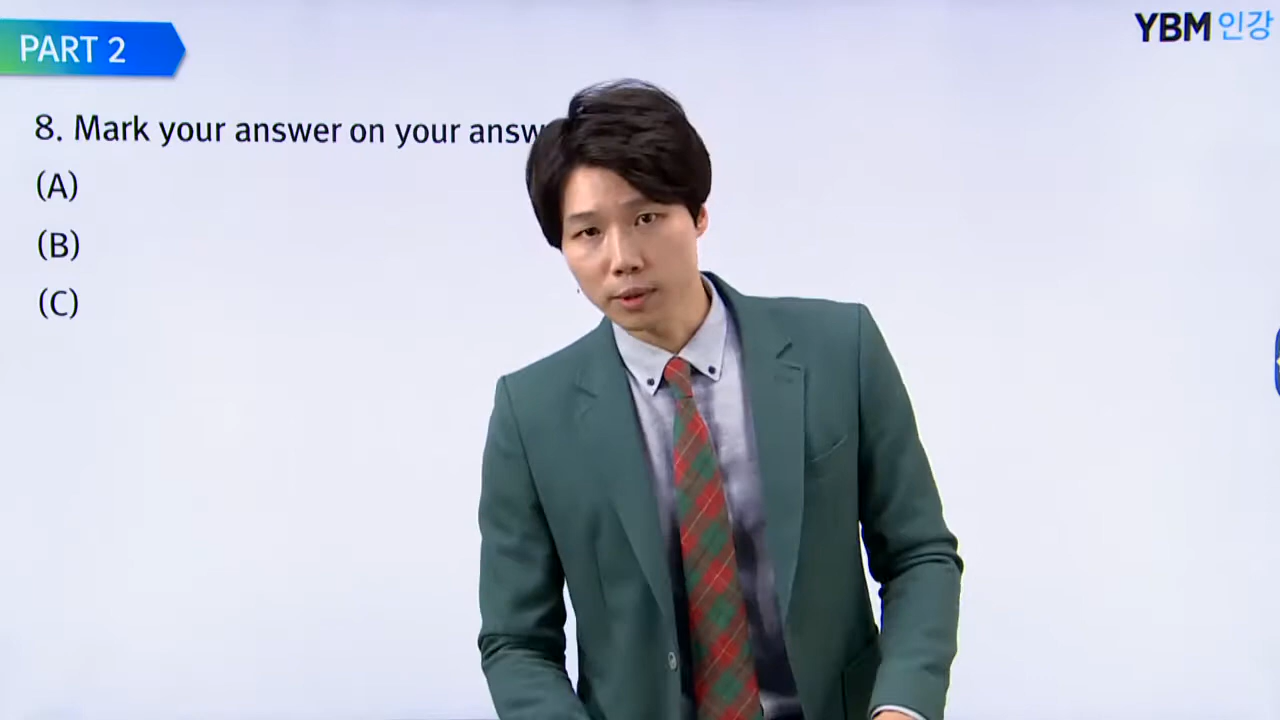 PART 2
YBM 인강
8. Mark your answer on your answ
(A)
(B)
(C)